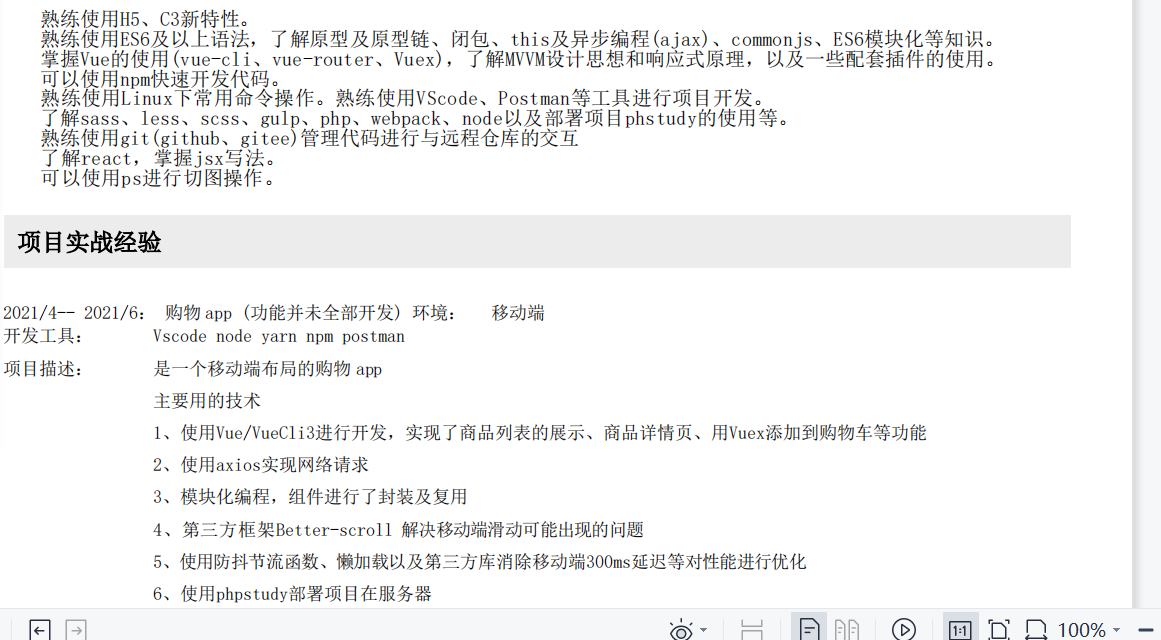 熟练使用H5、C3新特性。
熟练使用ES6及以上语法，了解原型及原型链、闭包、this及异步编程(ajax)、commonjs、ES6模块化等知识。
掌握Vue的使用(vue-cli、vue-router、Vuex)，了解MVVM设计思想和响应式原理，以及一些配套插件的使用。
可以使用npm快速开发代码。
熟练使用Linux下常用命令操作。熟练使用VScode、Postman等工具进行项目开发。
了解sass、less、scss、gulp、php、webpack、node以及部署项目phstudy的使用等。
熟练使用git(github、gitee)管理代码进行与远程仓库的交互
了解react，掌握jsx写法。
可以使用ps进行切图操作。
项目实战经验
2021/4-- 2021/6： 购物 app (功能并未全部开发) 环境： 移动端
开发工具： Vscode node yarn npm postman
项目描述： 是一个移动端布局的购物 app
主要用的技术
1、使用Vue/VueCli3进行开发，实现了商品列表的展示、商品详情页、用Vuex添加到购物车等功能
2、使用axios实现网络请求
3、模块化编程，组件进行了封装及复用
4、第三方框架Better-scroll 解决移动端滑动可能出现的问题
5、使用防抖节流函数、懒加载以及第三方库消除移动端300ms延迟等对性能进行优化
6、使用phpstudy部署项目在服务器
1:1 100%